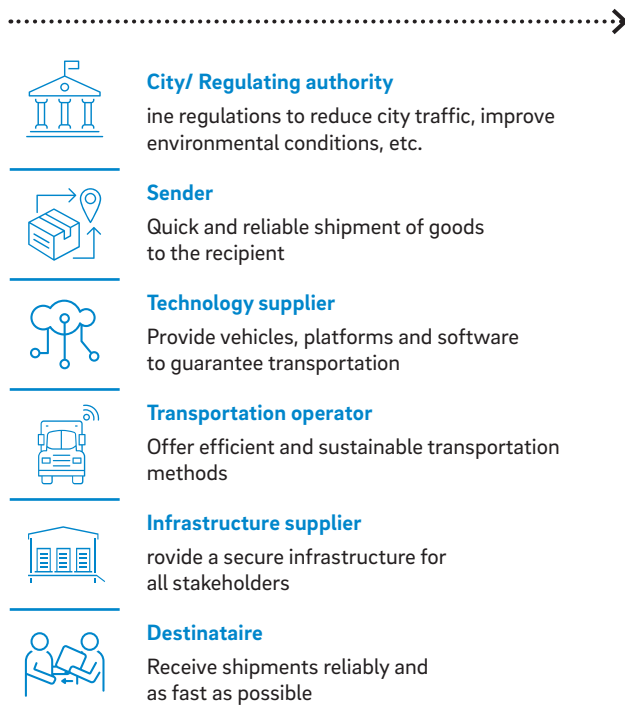 City/ Regulating authority
ine regulations to reduce city traffic, improve
environmental conditions, etc.
Sender
Quick and reliable shipment of goods
to the recipient
Technology supplier
Provide vehicles, platforms and software
to guarantee transportation
Transportation operator
Offer efficient and sustainable transportation
methods
Infrastructure supplier
rovide a secure infrastructure for
all stakeholders
Destinataire
Receive shipments reliably and
as fast as possible